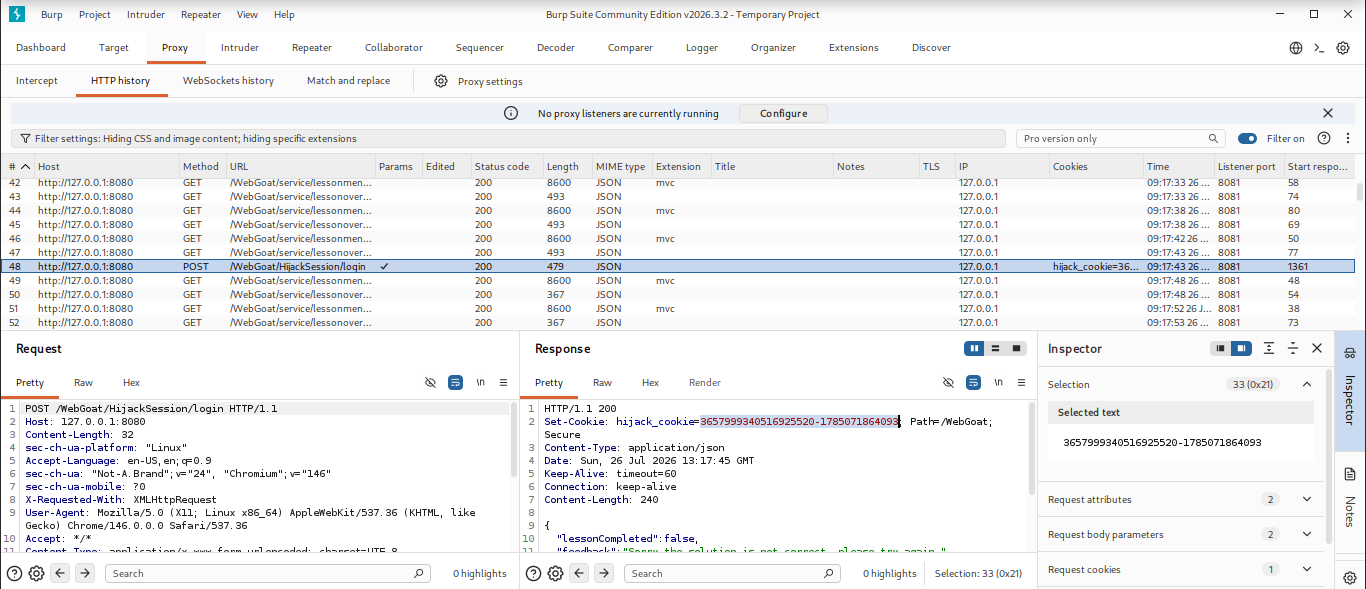 Burp Project Intruder Repeater View Help Burp Suite Community Edition v2026.3.2 - Temporary Project
Dashboard Target Proxy Intruder Repeater Collaborator Sequencer Decoder Comparer Logger Organizer Extensions Discover
Intercept HTTP history WebSockets history Match and replace Proxy settings
No proxy listeners are currently running Configure
Filter settings: Hiding CSS and image content; hiding specific extensions Pro version only Filter on
# Host Method URL Params Edited Status code Length MIME type Extension Title Notes TLS IP Cookies Time Listener port Start respo...
42 http://127.0.0.1:8080 GET /WebGoat/service/lessonmen... 200 8600 JSON mvc 127.0.0.1 09:17:33 26 ... 8081 58
43 http://127.0.0.1:8080 GET /WebGoat/service/lessonover... 200 493 JSON 127.0.0.1 09:17:33 26 ... 8081 74
44 http://127.0.0.1:8080 GET /WebGoat/service/lessonmen... 200 8600 JSON mvc 127.0.0.1 09:17:38 26 ... 8081 80
45 http://127.0.0.1:8080 GET /WebGoat/service/lessonover... 200 493 JSON 127.0.0.1 09:17:38 26 ... 8081 69
46 http://127.0.0.1:8080 GET /WebGoat/service/lessonmen... 200 8600 JSON mvc 127.0.0.1 09:17:42 26 ... 8081 50
47 http://127.0.0.1:8080 GET /WebGoat/service/lessonover... 200 493 JSON 127.0.0.1 09:17:43 26 ... 8081 77
48 http://127.0.0.1:8080 POST /WebGoat/HijackSession/login ✓ 200 479 JSON 127.0.0.1 hijack_cookie=36... 09:17:43 26 ... 8081 1361
49 http://127.0.0.1:8080 GET /WebGoat/service/lessonmen... 200 8600 JSON mvc 127.0.0.1 09:17:48 26 ... 8081 48
50 http://127.0.0.1:8080 GET /WebGoat/service/lessonover... 200 367 JSON 127.0.0.1 09:17:48 26 ... 8081 54
51 http://127.0.0.1:8080 GET /WebGoat/service/lessonmen... 200 8600 JSON mvc 127.0.0.1 09:17:52 26 J... 8081 38
52 http://127.0.0.1:8080 GET /WebGoat/service/lessonover... 200 367 JSON 127.0.0.1 09:17:53 26 ... 8081 73
Request
Pretty Raw Hex \n
1 POST /WebGoat/HijackSession/login HTTP/1.1
2 Host: 127.0.0.1:8080
3 Content-Length: 32
4 sec-ch-ua-platform: "Linux"
5 Accept-Language: en-US,en;q=0.9
6 sec-ch-ua: "Not-A.Brand";v="24", "Chromium";v="146"
7 sec-ch-ua-mobile: ?0
8 X-Requested-With: XMLHttpRequest
9 User-Agent: Mozilla/5.0 (X11; Linux x86_64) AppleWebKit/537.36 (KHTML, like
Gecko) Chrome/146.0.0.0 Safari/537.36
10 Accept: */*
11 Content-Type: application/x-www-form-urlencoded; charset=UTF-8
Search 0 highlights
Response
Pretty Raw Hex Render \n
1 HTTP/1.1 200
2 Set-Cookie: hijack_cookie=3657999340516925520-1785071864093; Path=/WebGoat;
Secure
3 Content-Type: application/json
4 Date: Sun, 26 Jul 2026 13:17:45 GMT
5 Keep-Alive: timeout=60
6 Connection: keep-alive
7 Content-Length: 240
8
9 {
10 "lessonCompleted":false,
11 "feedback":"Sorry the solution is not correct, please try again.",
Search 0 highlights Selection: 33 (0x21)
Inspector
Selection 33 (0x21)
Selected text
3657999340516925520-1785071864093
Request attributes 2
Request body parameters 2
Request cookies 1
Inspector
Notes